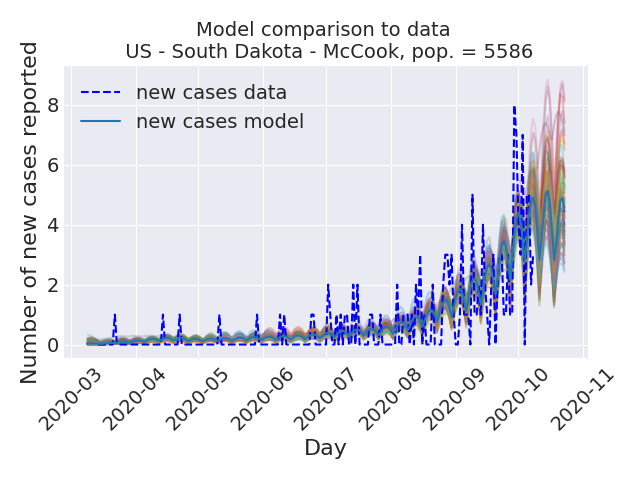 Model comparison to data
US - South Dakota - McCook, pop. = 5586
Number of new cases reported
8
6
4
2
0
new cases data
new cases model
2020-03
2020-04
2020-05
2020-06
2020-07
2020-08
2020-09
2020-10
2020-11
Day